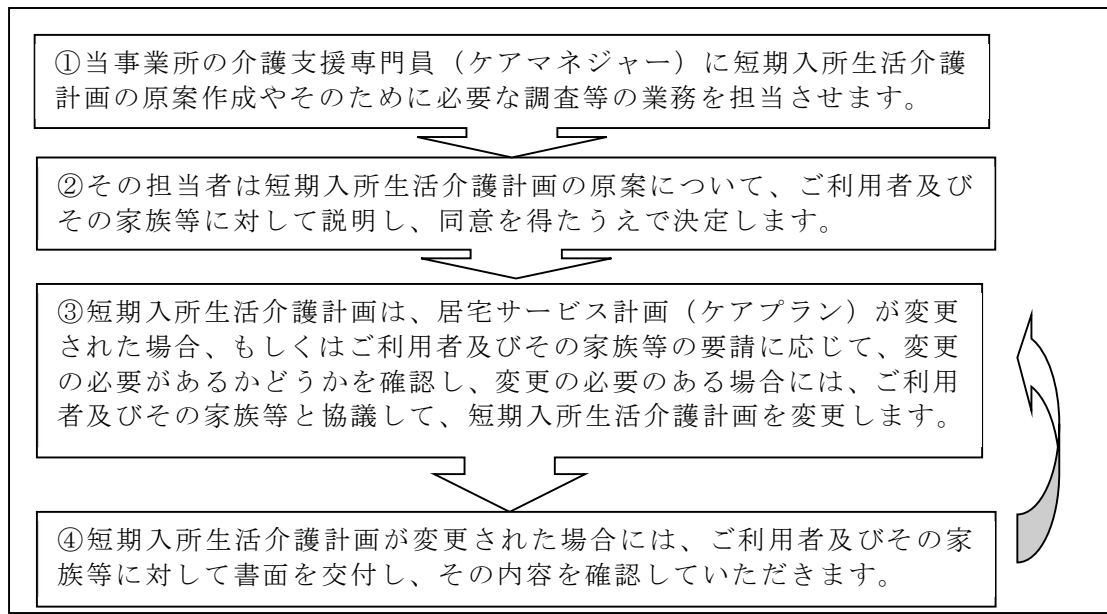 ①当事業所の介護支援専門員（ケアマネジャー）に短期入所生活介護
計画の原案作成やそのために必要な調査等の業務を担当させます。
②その担当者は短期入所生活介護計画の原案について、ご利用者及び
その家族等に対して説明し、同意を得たうえで決定します。
③短期入所生活介護計画は、居宅サービス計画（ケアプラン）が変更
された場合、もしくはご利用者及びその家族等の要請に応じて、変更
の必要があるかどうかを確認し、変更の必要のある場合には、ご利用
者及びその家族等と協議して、短期入所生活介護計画を変更します。
④短期入所生活介護計画が変更された場合には、ご利用者及びその家
族等に対して書面を交付し、その内容を確認していただきます。